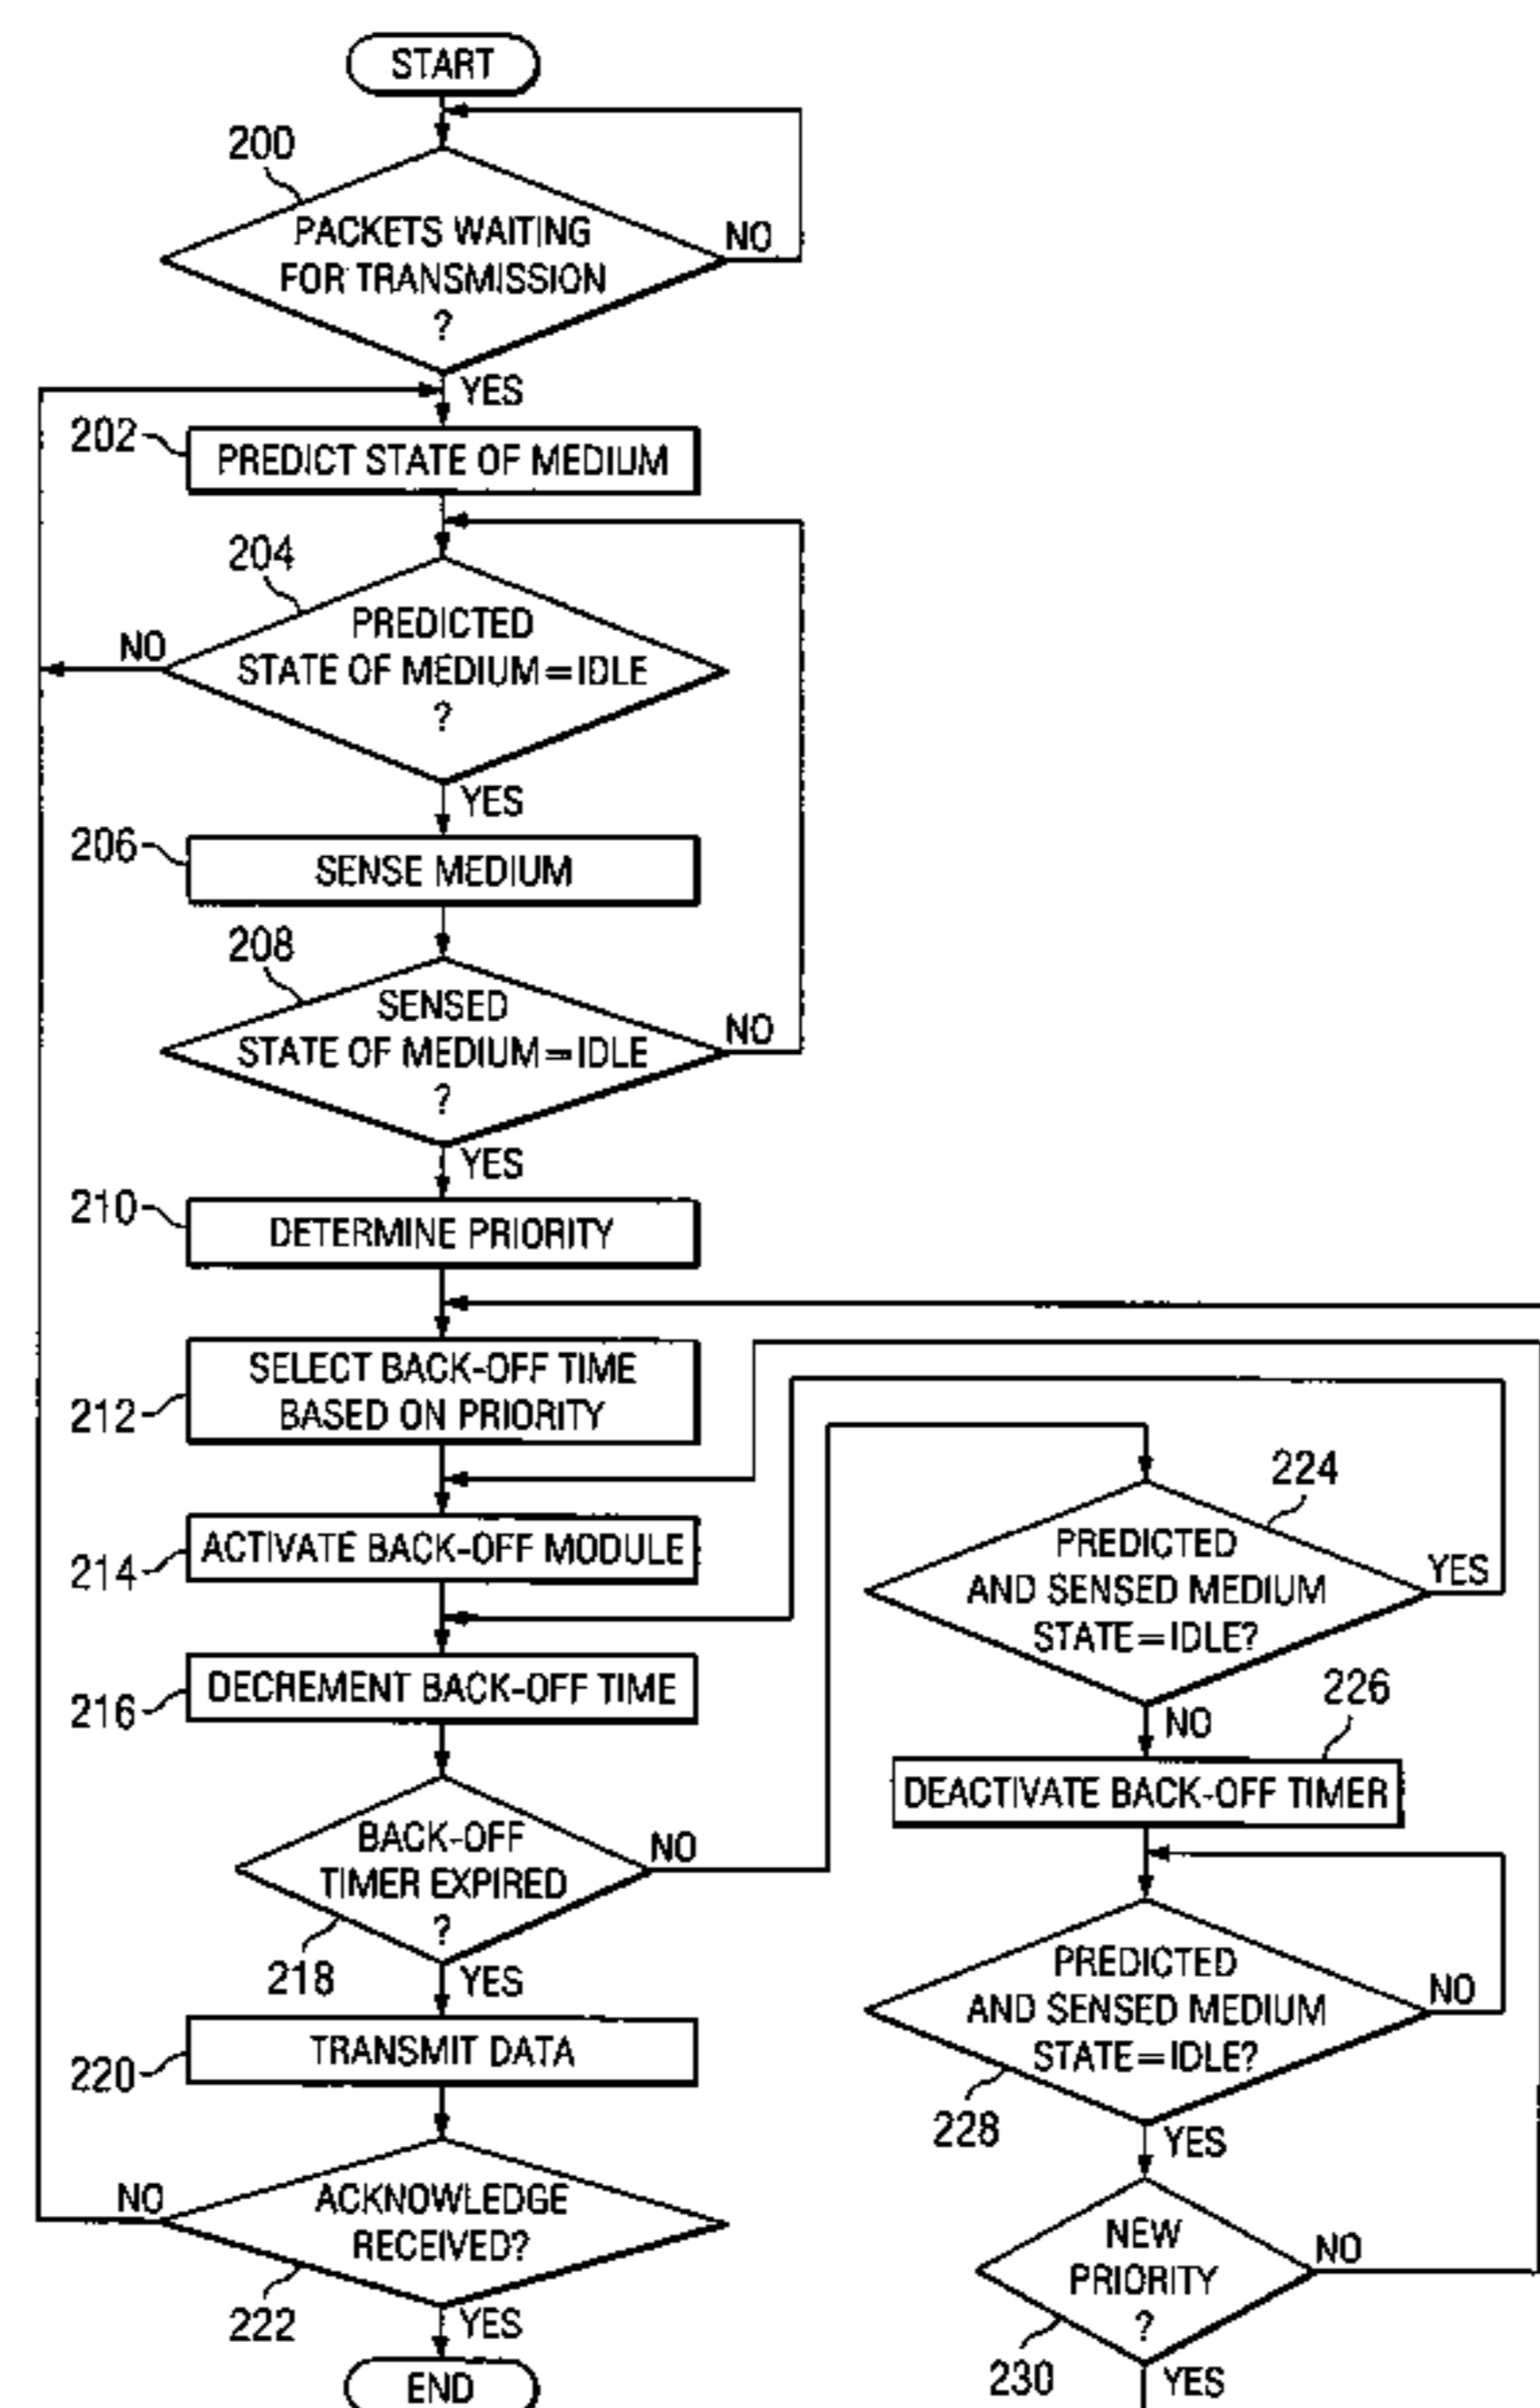 START
200
PACKETS WAITING
FOR TRANSMISSION
?
NO
YES
202
PREDICT STATE OF MEDIUM
204
PREDICTED
STATE OF MEDIUM=IDLE
?
NO
YES
206
SENSE MEDIUM
208
SENSED
STATE OF MEDIUM=IDLE
?
NO
YES
210
DETERMINE PRIORITY
212
SELECT BACK-OFF TIME
BASED ON PRIORITY
214
ACTIVATE BACK-OFF MODULE
216
DECREMENT BACK-OFF TIME
BACK-OFF
TIMER EXPIRED
?
218
NO
YES
220
TRANSMIT DATA
ACKNOWLEDGE
RECEIVED?
NO
222
YES
END
224
PREDICTED
AND SENSED MEDIUM
STATE=IDLE?
YES
NO
226
DEACTIVATE BACK-OFF TIMER
PREDICTED
AND SENSED MEDIUM
STATE=IDLE?
NO
228
YES
NEW
PRIORITY
?
NO
230
YES